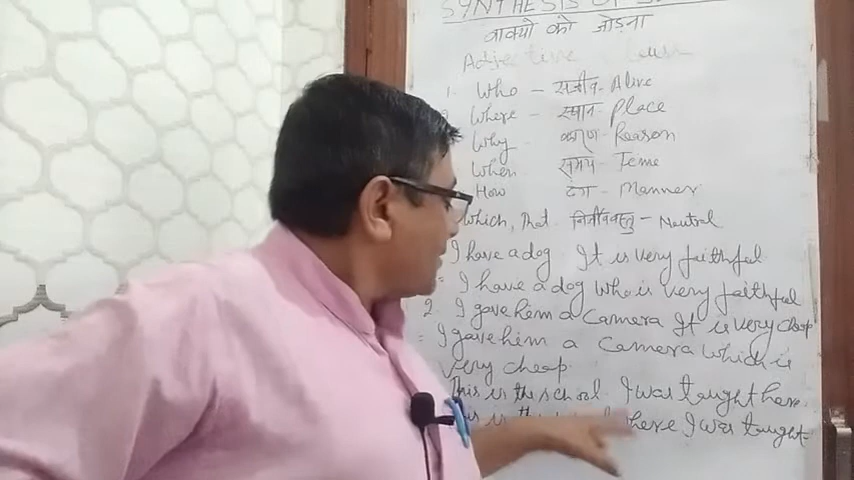 SYNTHESIS OF
वाक्यो को जोड़ना
Adjective Clause
1. Who - सजीव - Alive
Where - स्थान - Place
Why कारण - Reason
When समय - Teme
How ढंग - Manner
Which, That निर्जीव वस्तु - Neutral
I have a dog It is very faithful
= I have a dog who is very faithful
2. I gave him a camera It is very cheap
= I gave him a camera which is
very cheap
This is the school. I was taught here.
where I was taught.